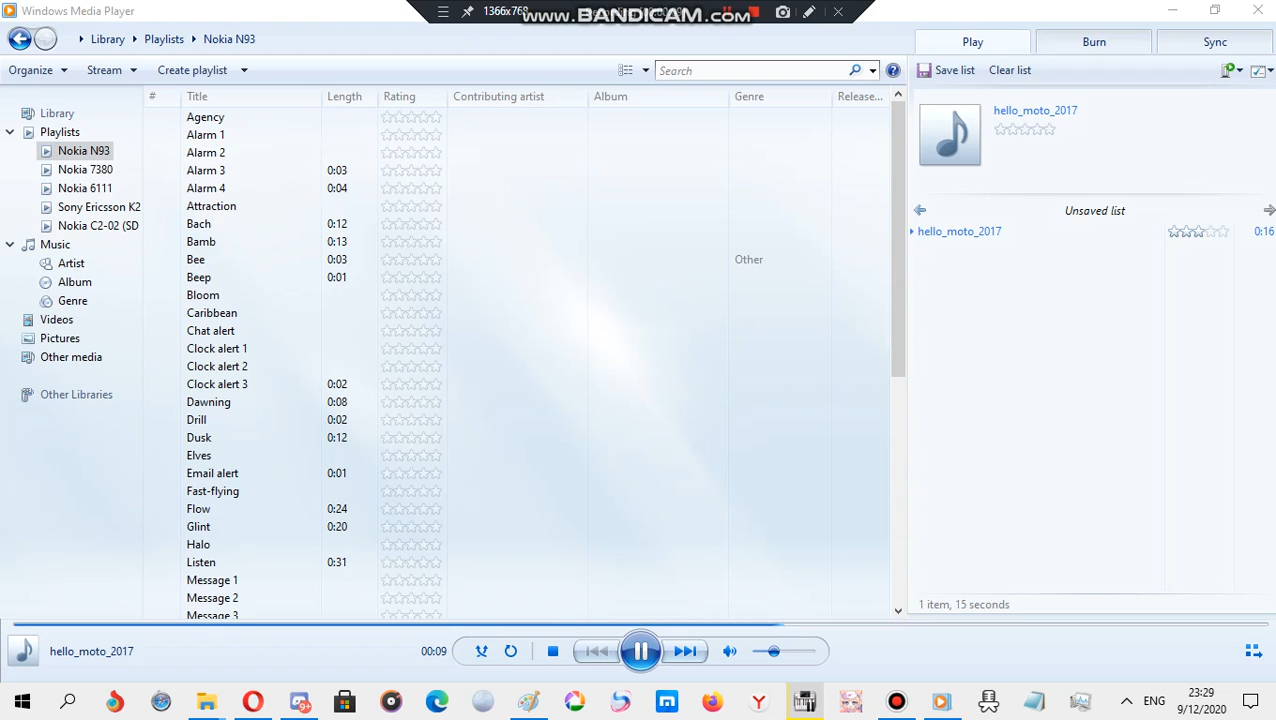 Windows Media Player
1366x768
www.BANDICAM.com
Library
Playlists
Nokia N93
Play
Burn
Sync
Organize
Stream
Create playlist
Search
Save list
Clear list
# Title Length Rating Contributing artist Album Genre Release...
Library
Playlists
Nokia N93
Nokia 7380
Nokia 6111
Sony Ericsson K2
Nokia C2-02 (SD
Music
Artist
Album
Genre
Videos
Pictures
Other media
Other Libraries
Agency
Alarm 1
Alarm 2
Alarm 3 0:03
Alarm 4 0:04
Attraction
Bach 0:12
Bamb 0:13
Bee 0:03 Other
Beep 0:01
Bloom
Caribbean
Chat alert
Clock alert 1
Clock alert 2
Clock alert 3 0:02
Dawning 0:08
Drill 0:02
Dusk 0:12
Elves
Email alert 0:01
Fast-flying
Flow 0:24
Glint 0:20
Halo
Listen 0:31
Message 1
Message 2
Message 3
hello_moto_2017
Unsaved list
hello_moto_2017 0:16
1 item, 15 seconds
hello_moto_2017
00:09
ENG
23:29
9/12/2020